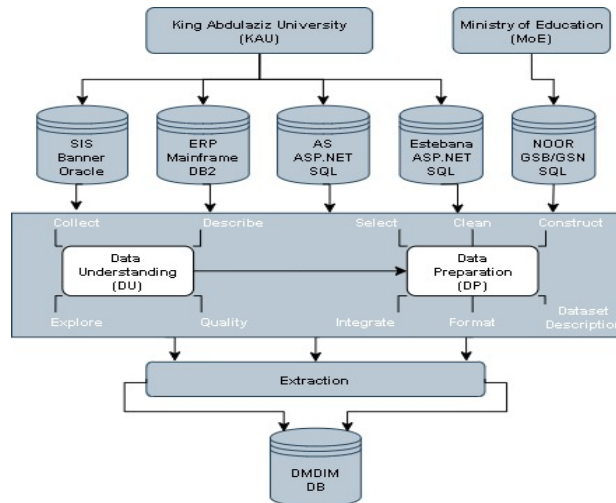 King Abdulaziz University
(KAU)
Ministry of Education
(MoE)
SIS
Banner
Oracle
ERP
Mainframe
DB2
AS
ASP.NET
SQL
Estebana
ASP.NET
SQL
NOOR
GSB/GSN
SQL
Collect
Describe
Select
Clean
Construct
Data
Understanding
(DU)
Data
Preparation
(DP)
Explore
Quality
Integrate
Format
Dataset
Description
Extraction
DMDIM
DB